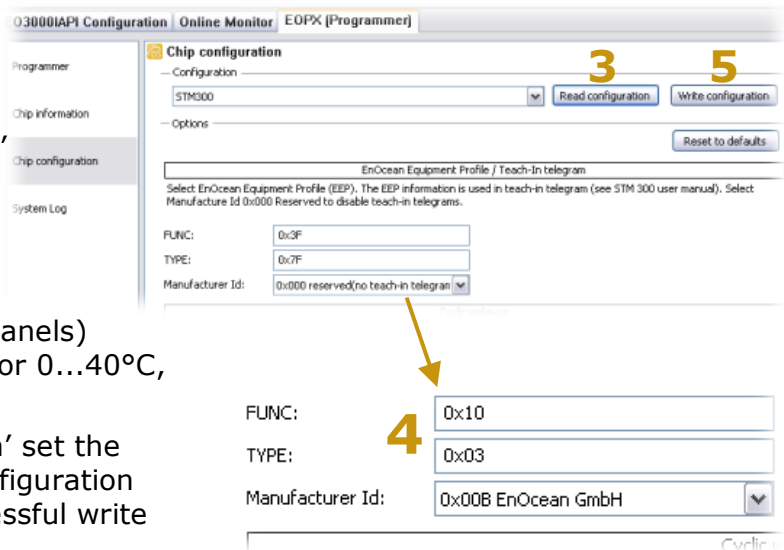 O3000IAPI Configuration Online Monitor EOPX (Programmer)
Programmer
Chip information
,
Chip configuration
System Log
Chip configuration
Configuration
3 5
STM300 Read configuration Write configuration
Options
Reset to defaults
EnOcean Equipment Profile / Teach-In telegram
Select EnOcean Equipment Profile (EEP). The EEP information is used in teach-in telegram (see STM 300 user manual). Select
Manufacture Id 0x000 Reserved to disable teach-in telegrams.
FUNC: 0x3F
TYPE: 0x7F
Manufacturer Id: 0x000 reserved(no teach-in telegran
anels)
or 0...40°C,
' set the
figuration
essful write
4
FUNC: 0x10
TYPE: 0x03
Manufacturer Id: 0x00B EnOcean GmbH
Cyclic